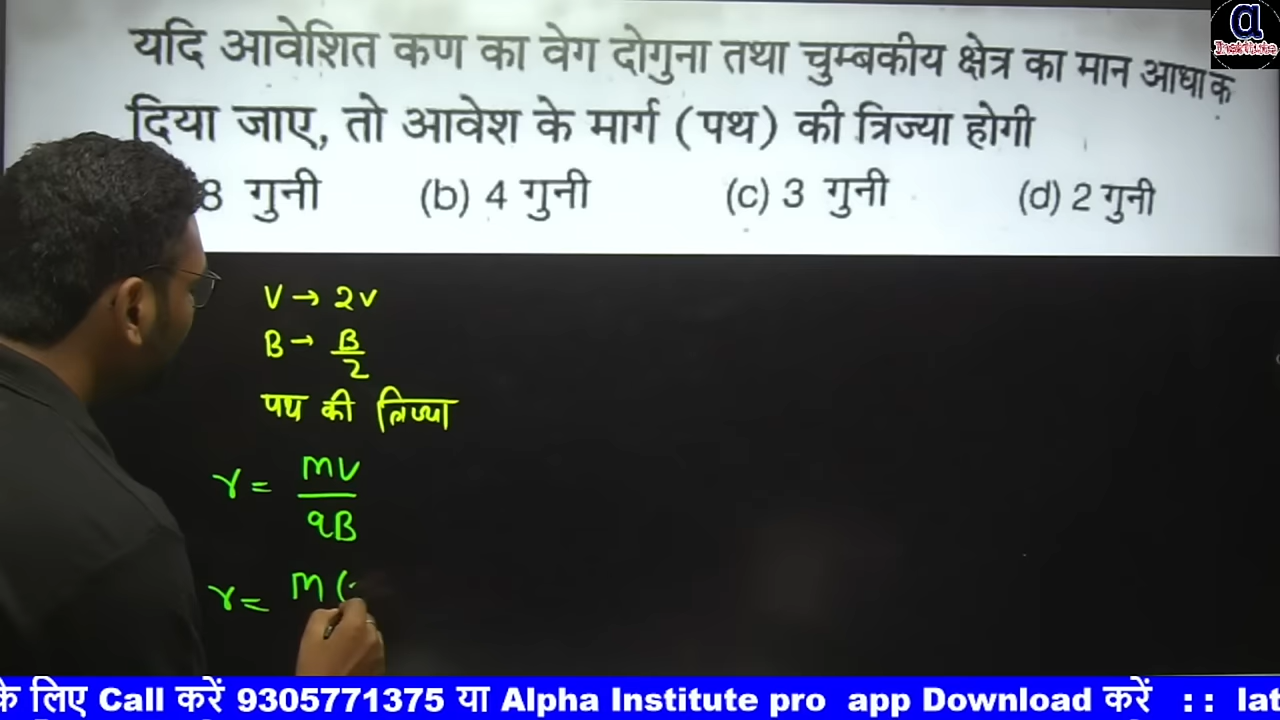 α
Institute
यदि आवेशित कण का वेग दोगुना तथा चुम्बकीय क्षेत्र का मान आधा क
दिया जाए, तो आवेश के मार्ग (पथ) की त्रिज्या होगी
8 गुनी (b) 4 गुनी (c) 3 गुनी (d) 2 गुनी
V → 2v
B → B/2
पथ की त्रिज्या
r = mv/qB
r = m (
के लिए Call करें 9305771375 या Alpha Institute pro app Download करें : : lat